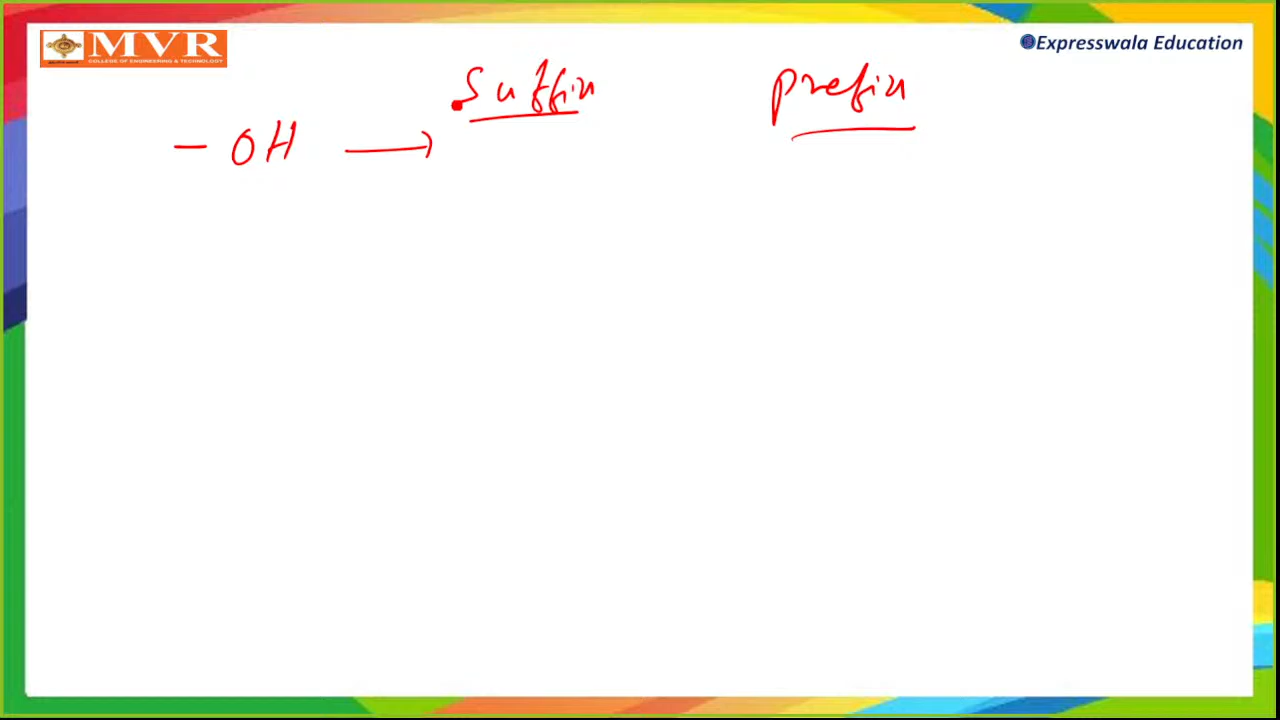 MVR
COLLEGE OF ENGINEERING & TECHNOLOGY
Expresswala Education
Suffix Prefix
- OH →